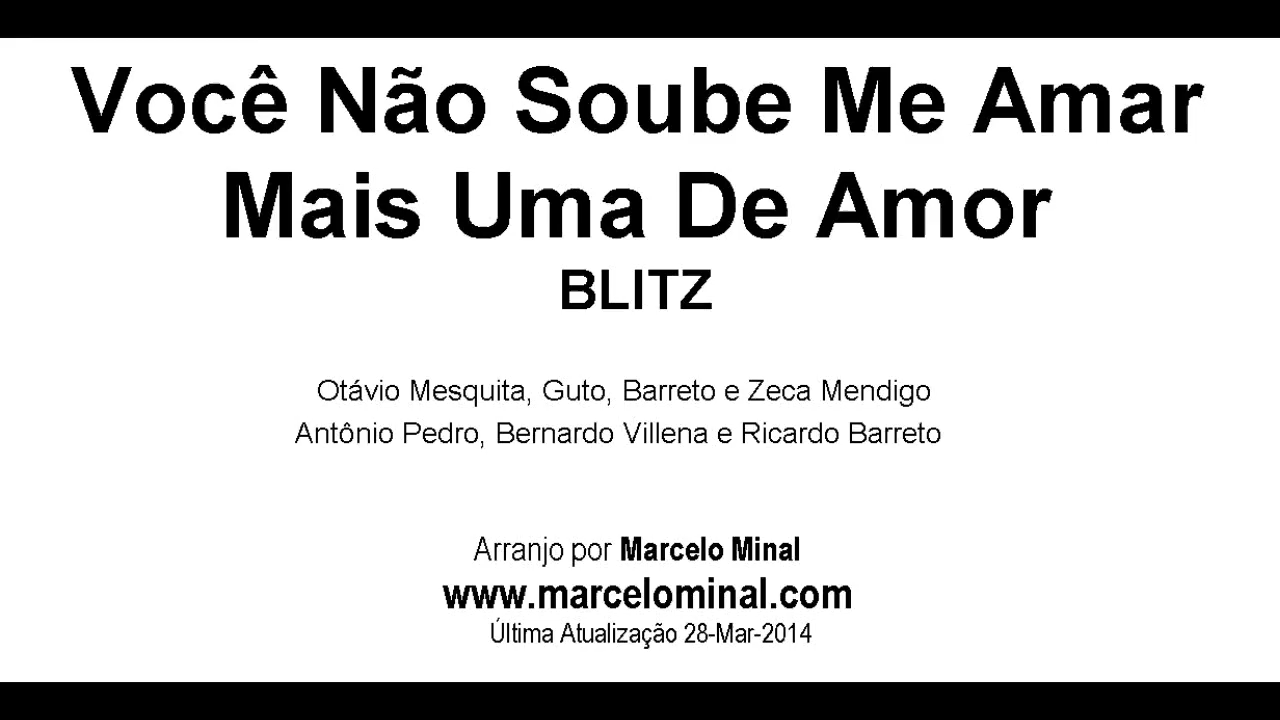 Você Não Soube Me Amar
Mais Uma De Amor
BLITZ
Otávio Mesquita, Guto, Barreto e Zeca Mendigo
Antônio Pedro, Bernardo Villena e Ricardo Barreto
Arranjo por Marcelo Minal
www.marcelominal.com
Última Atualização 28-Mar-2014